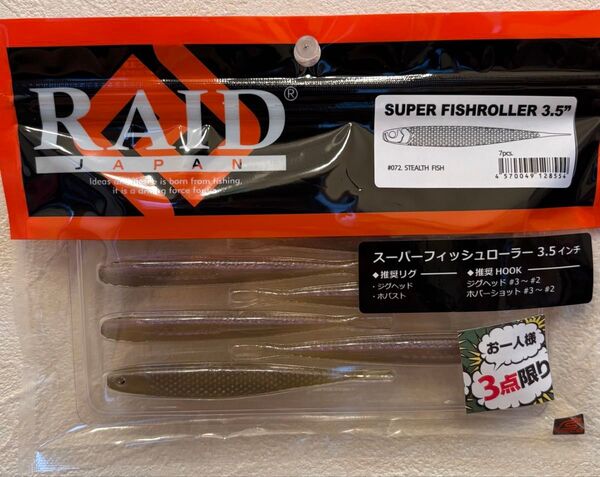 RAID®
JAPAN
Ideas and desire is born from fishing,
it is a driving force for
SUPER FISHROLLER 3.5”
7pcs.
#072. STEALTH FISH
4 570049 128554
スーパーフィッシュローラー 3.5インチ
◆推奨リグ ◆推奨 HOOK
・ジグヘッド ジグヘッド #3〜#2
・ホバスト ホバーショット #3〜#2
お一人様
3点限り